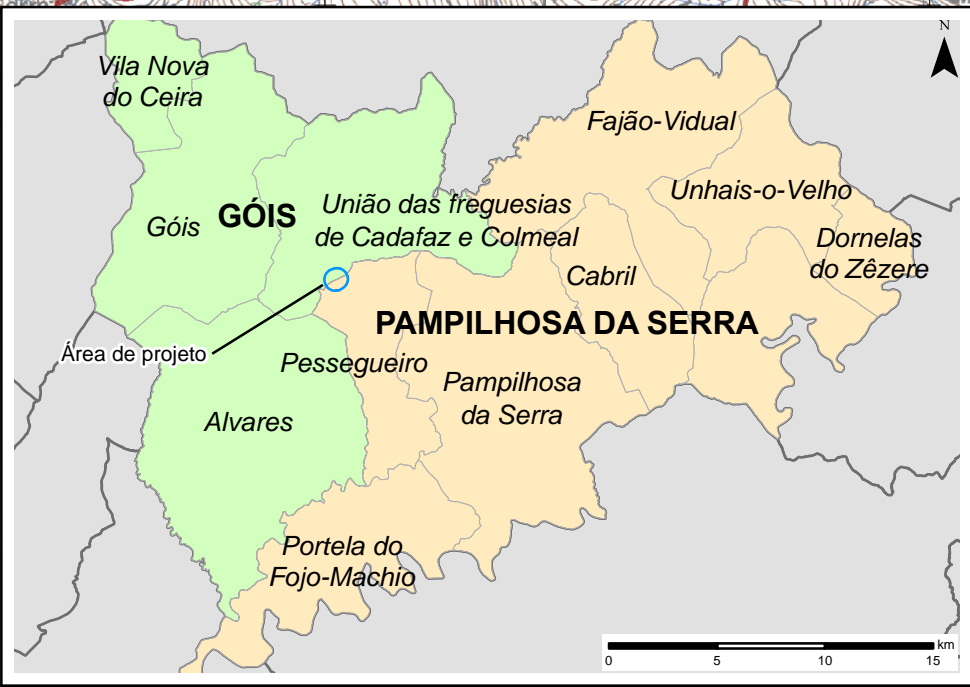 N
Vila Nova
do Ceira
Fajão-Vidual
Unhais-o-Velho
União das freguesias
de Cadafaz e Colmeal
GÓIS
Góis
Dornelas
do Zêzere
Cabril
PAMPILHOSA DA SERRA
Área de projeto
Pessegueiro
Pampilhosa
da Serra
Alvares
Portela do
Fojo-Machio
km
0 5 10 15